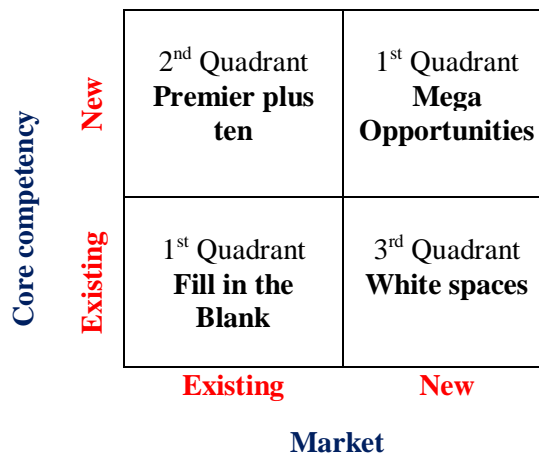 Core competency
New
Existing
2nd Quadrant
Premier plus
ten
1st Quadrant
Mega
Opportunities
1st Quadrant
Fill in the
Blank
3rd Quadrant
White spaces
Existing
New
Market